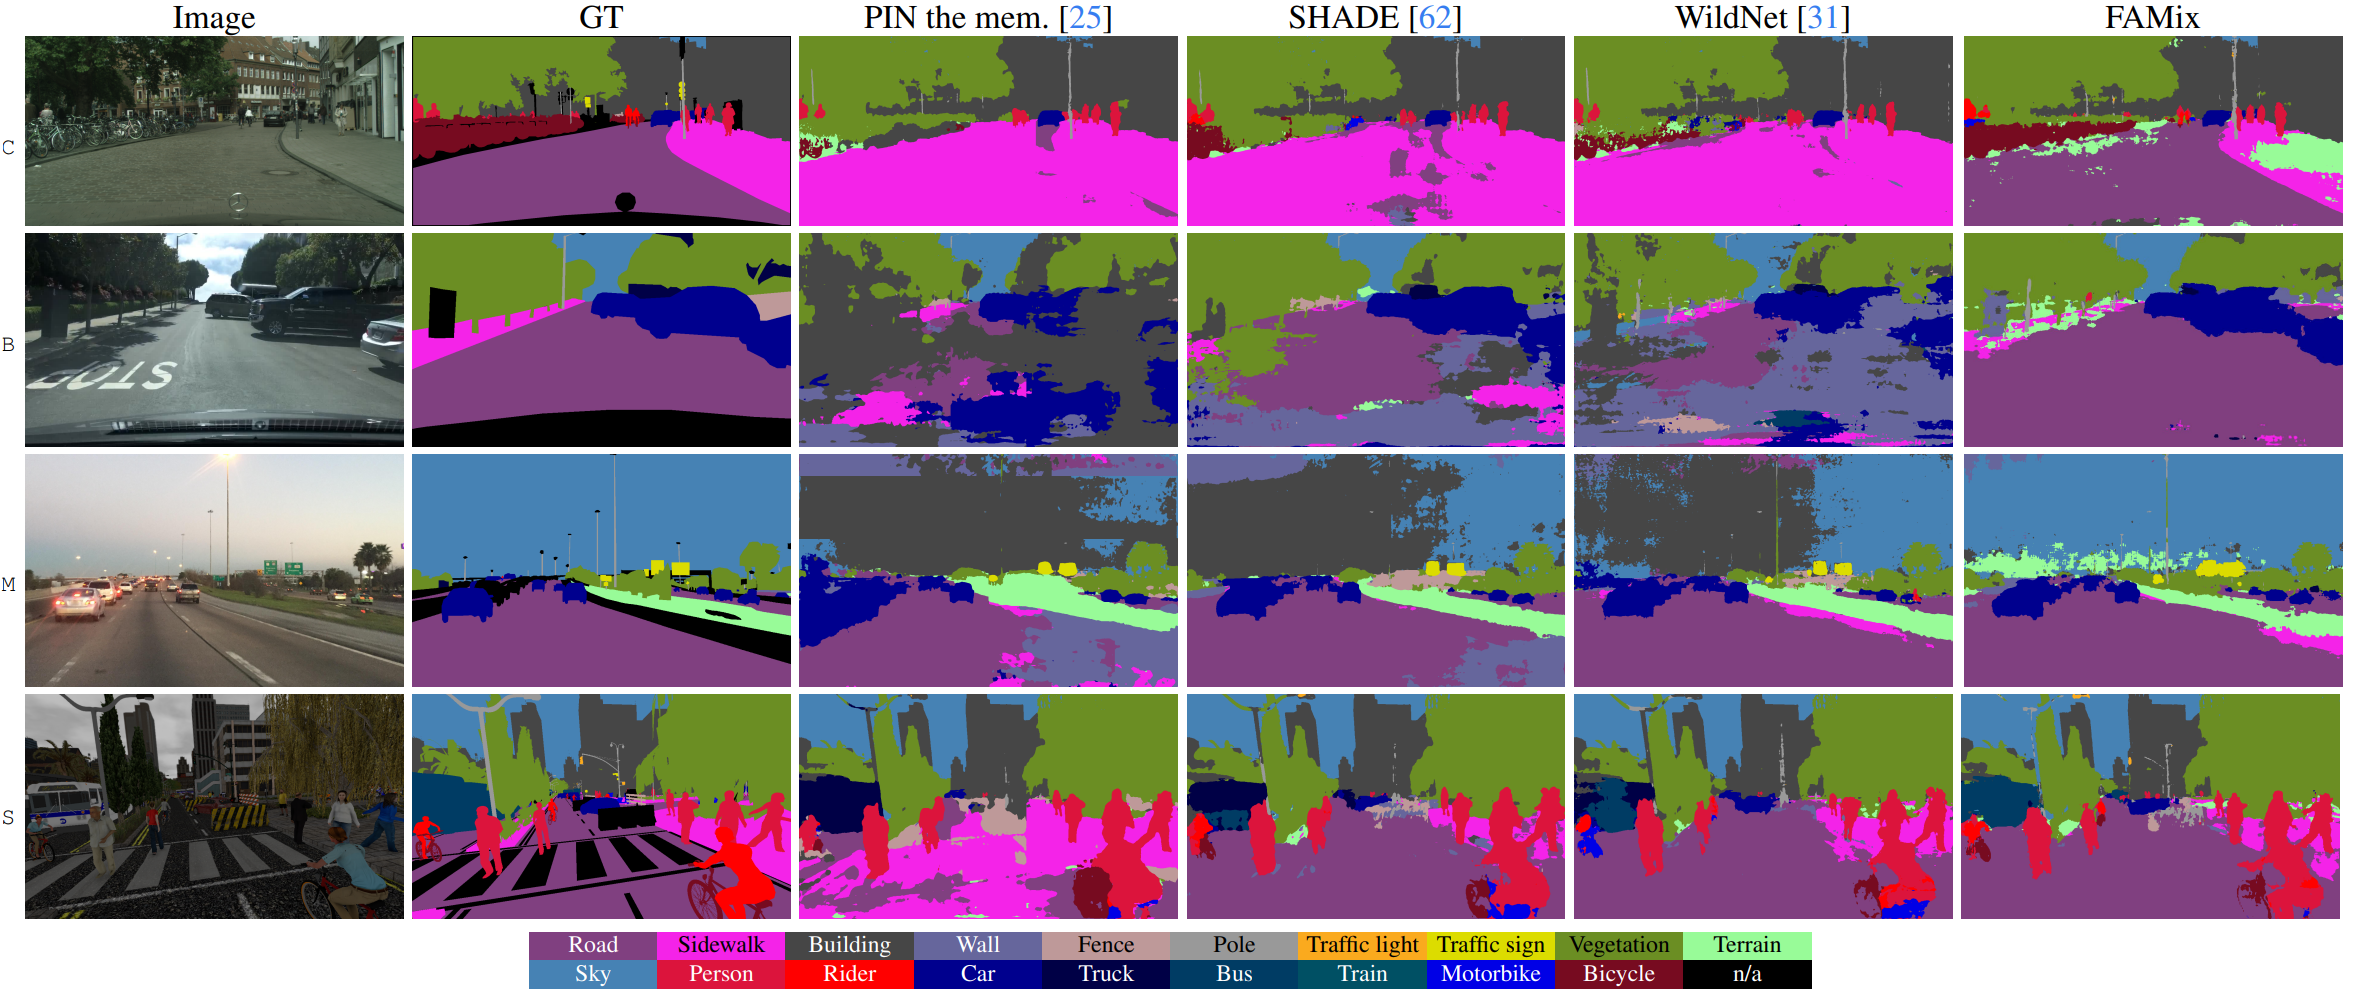 Image GT PIN the mem. [25] SHADE [62] WildNet [31] FAMix
C
B
STOP
M
S
Road Sidewalk Building Wall Fence Pole Traffic light Traffic sign Vegetation Terrain
Sky Person Rider Car Truck Bus Train Motorbike Bicycle n/a